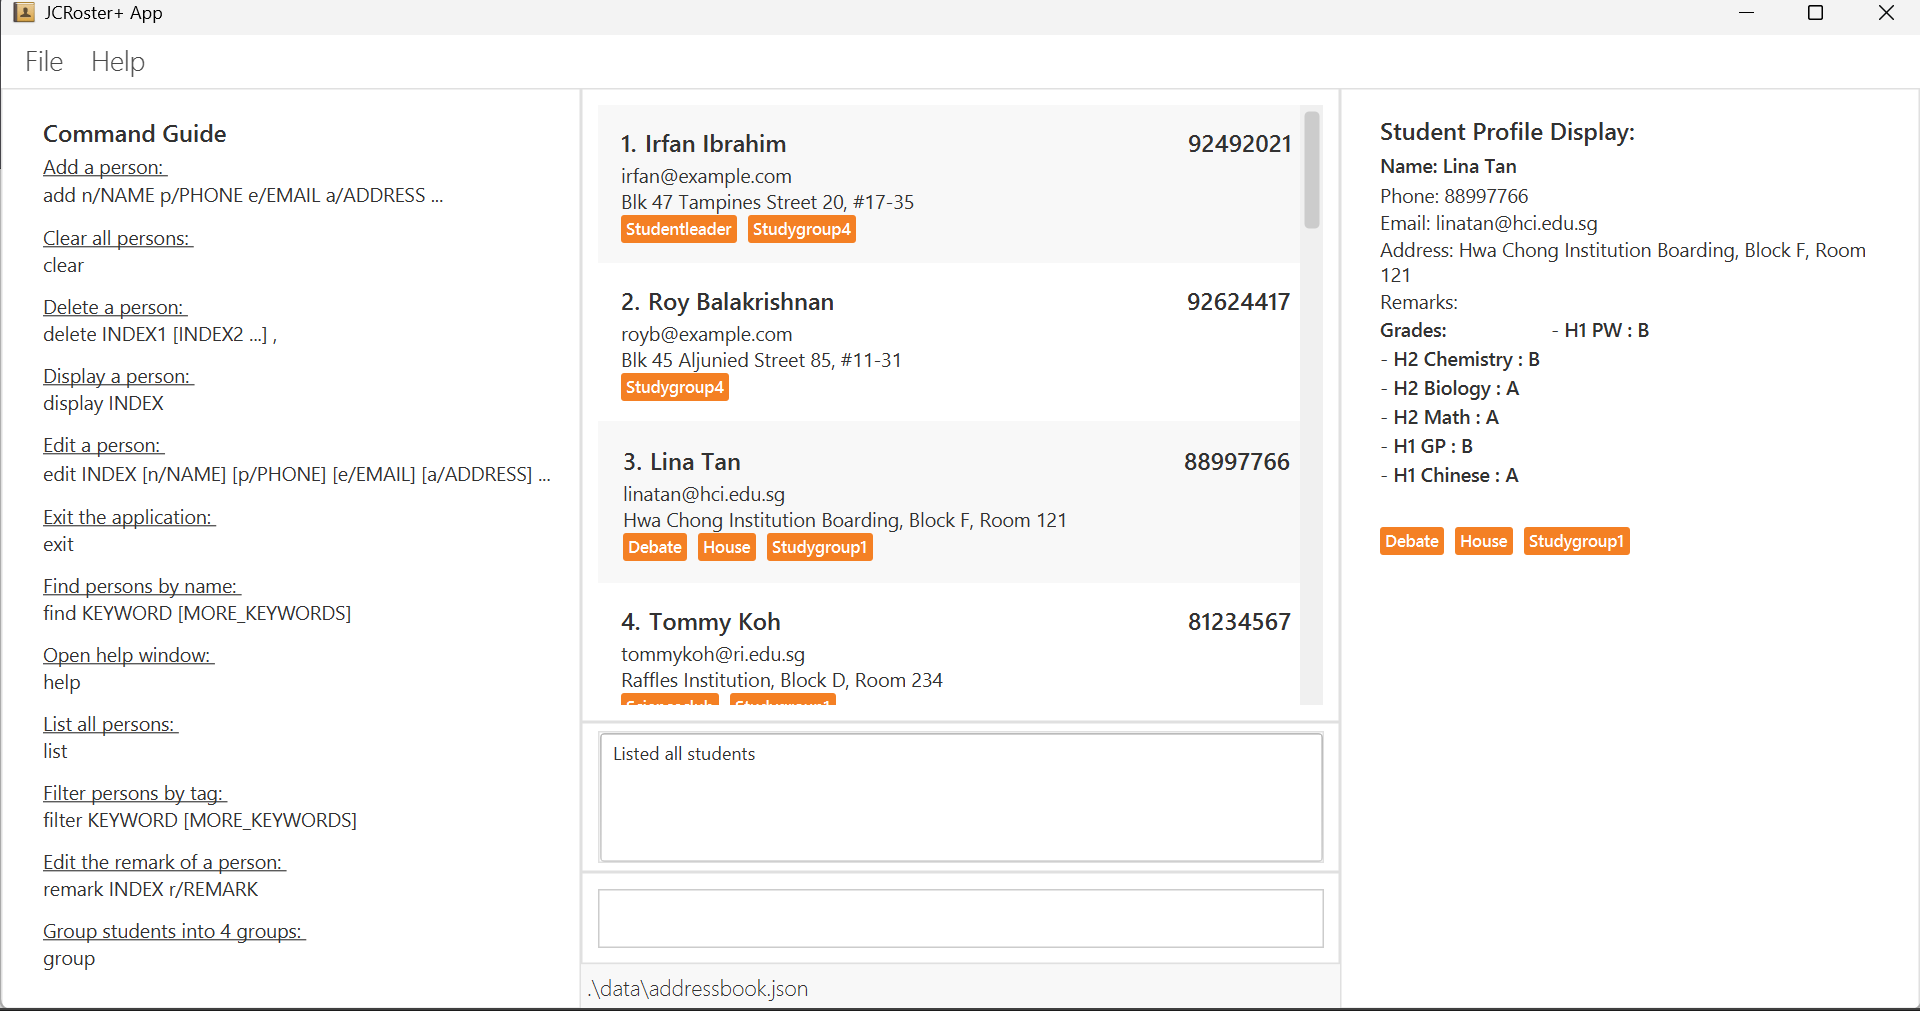 JCRoster+ App
File Help
Command Guide
Add a person:
add n/NAME p/PHONE e/EMAIL a/ADDRESS ...
Clear all persons:
clear
Delete a person:
delete INDEX1 [INDEX2 ...] ,
Display a person:
display INDEX
Edit a person:
edit INDEX [n/NAME] [p/PHONE] [e/EMAIL] [a/ADDRESS] ...
Exit the application:
exit
Find persons by name:
find KEYWORD [MORE_KEYWORDS]
Open help window:
help
List all persons:
list
Filter persons by tag:
filter KEYWORD [MORE_KEYWORDS]
Edit the remark of a person:
remark INDEX r/REMARK
Group students into 4 groups:
group
1. Irfan Ibrahim 92492021
irfan@example.com
Blk 47 Tampines Street 20, #17-35
Studentleader Studygroup4
2. Roy Balakrishnan 92624417
royb@example.com
Blk 45 Aljunied Street 85, #11-31
Studygroup4
3. Lina Tan 88997766
linatan@hci.edu.sg
Hwa Chong Institution Boarding, Block F, Room 121
Debate House Studygroup1
4. Tommy Koh 81234567
tommykoh@ri.edu.sg
Raffles Institution, Block D, Room 234
Listed all students
.\data\addressbook.json
Student Profile Display:
Name: Lina Tan
Phone: 88997766
Email: linatan@hci.edu.sg
Address: Hwa Chong Institution Boarding, Block F, Room
121
Remarks:
Grades: - H1 PW : B
- H2 Chemistry : B
- H2 Biology : A
- H2 Math : A
- H1 GP : B
- H1 Chinese : A
Debate House Studygroup1